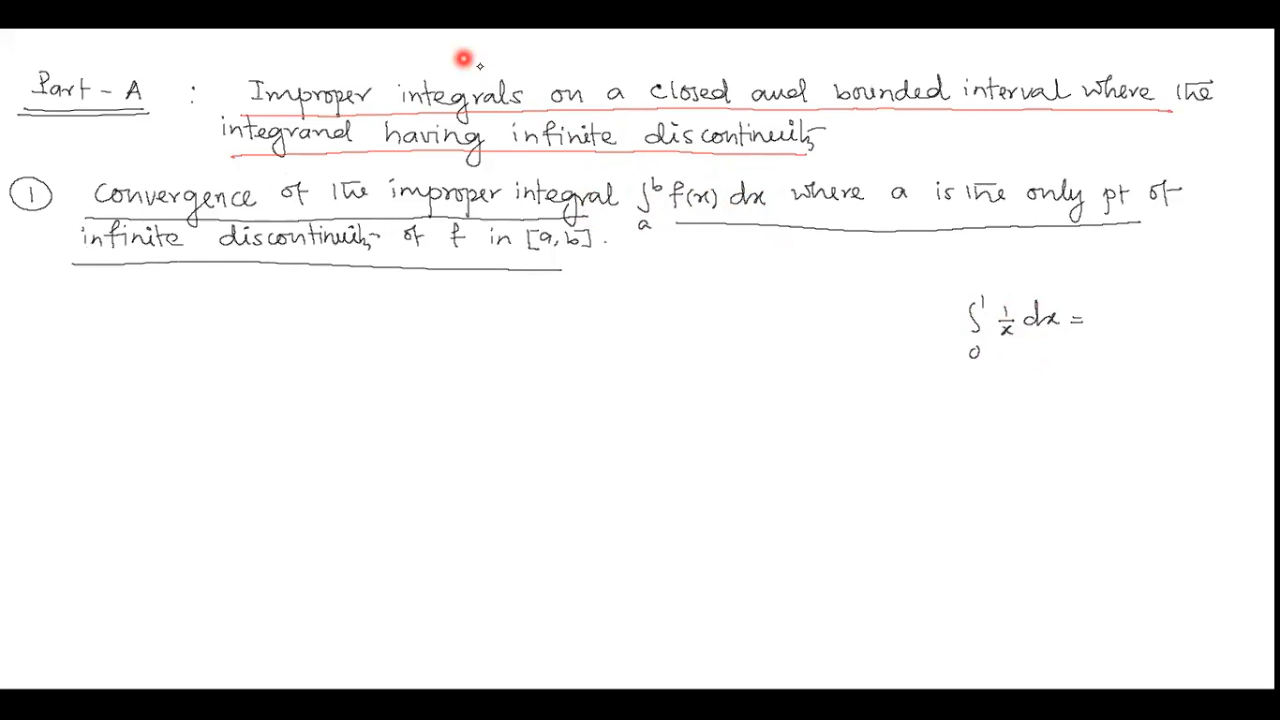 Part - A : Improper integrals on a closed and bounded interval where the
integrand having infinite discontinuity
① Convergence of the improper integral ∫_a^b f(x) dx where a is the only pt of
infinite discontinuity of f in [a, b].
∫_0^1 1/x dx =